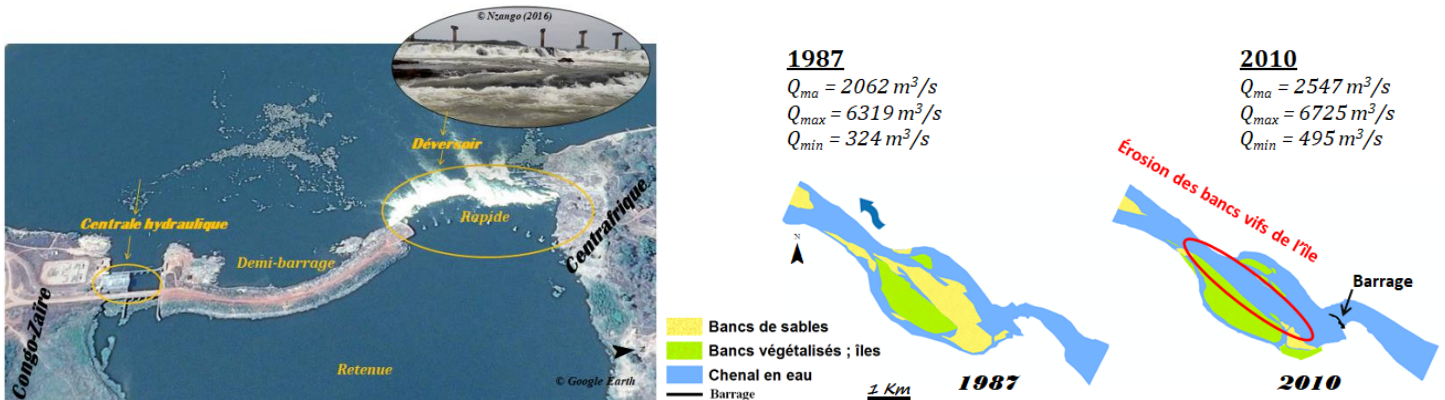 © Nzango (2016)
Déversoir
Rapide
Centrale hydraulique
Demi-barrage
Centrafrique
Congo-Zaïre
Retenue
© Google Earth
1987
Qma = 2062 m³/s
Qmax = 6319 m³/s
Qmin = 324 m³/s
2010
Qma = 2547 m³/s
Qmax = 6725 m³/s
Qmin = 495 m³/s
Érosion des bancs vifs de l'île
N
Barrage
Bancs de sables
Bancs végétalisés ; îles
Chenal en eau
Barrage
1 Km
1987
2010